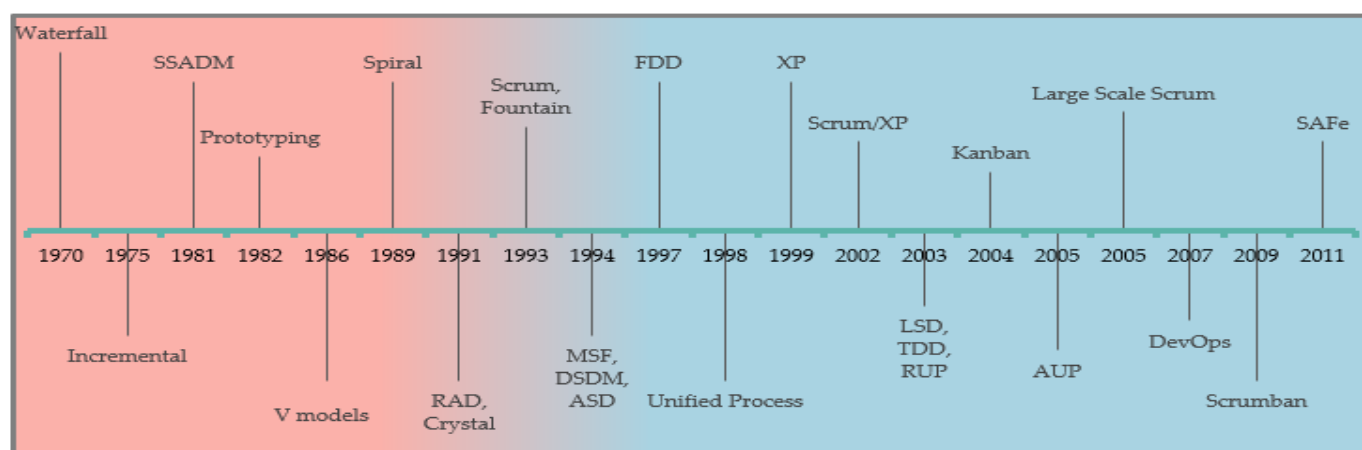 Waterfall
SSADM
Spiral
FDD
XP
Scrum,
Fountain
Large Scale Scrum
Scrum/XP
SAFe
Prototyping
Kanban
1970 1975 1981 1982 1986 1989 1991 1993 1994 1997 1998 1999 2002 2003 2004 2005 2005 2007 2009 2011
Incremental
V models
RAD,
Crystal
MSF,
DSDM,
ASD
Unified Process
LSD,
TDD,
RUP
AUP
DevOps
Scrumban